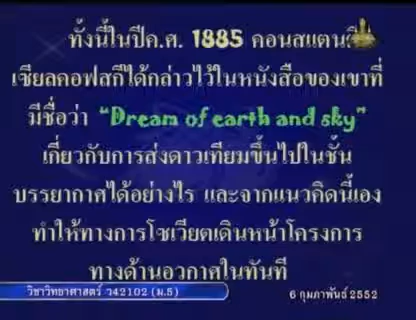 ทั้งนี้ในปีค.ศ. 1885 คอนสแตนติ
เซียลคอฟสกีได้กล่าวไว้ในหนังสือของเขาที่
มีชื่อว่า "Dream of earth and sky"
เกี่ยวกับการส่งดาวเทียมขึ้นไปในชั้น
บรรยากาศได้อย่างไร และจากแนวคิดนี้เอง
ทำให้ทางการโซเวียตเดินหน้าโครงการ
ทางด้านอวกาศในทันที
วิชาวิทยาศาสตร์ ว42102 (ม.5)
6 กุมภาพันธ์ 2552